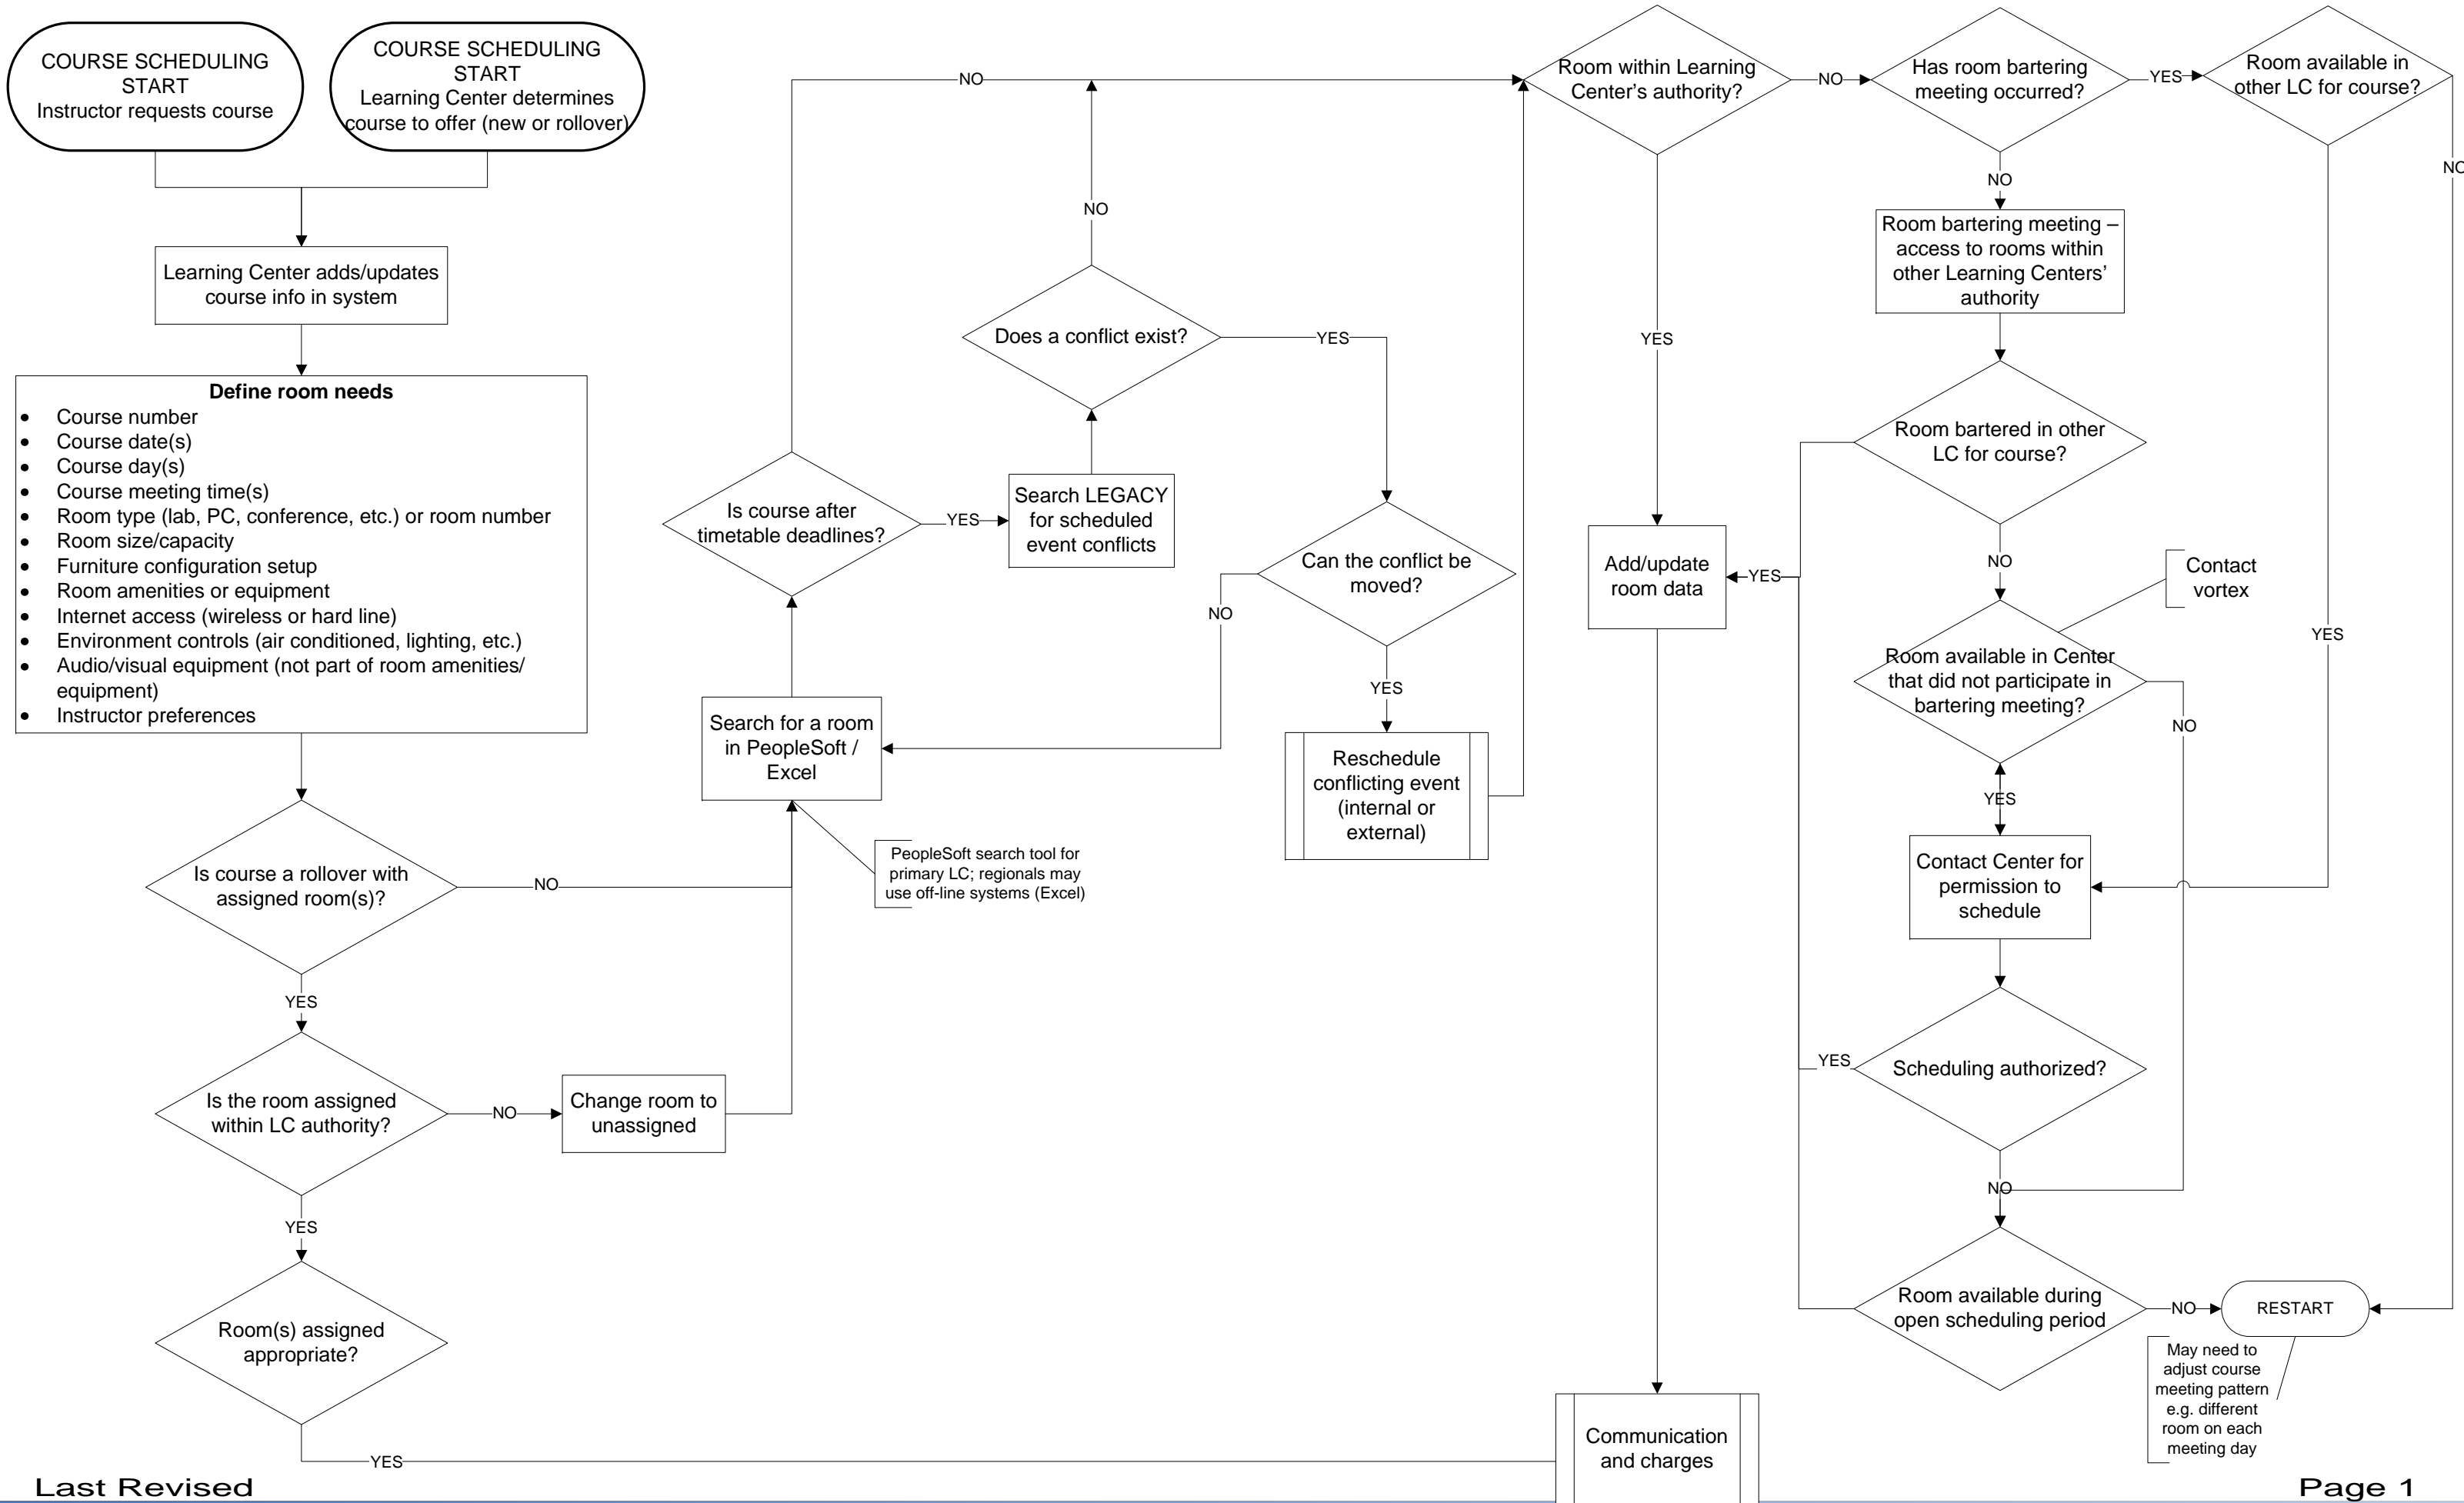 COURSE SCHEDULING
START
Instructor requests course
COURSE SCHEDULING
START
Learning Center determines
course to offer (new or rollover)
Learning Center adds/updates
course info in system
Define room needs
• Course number
• Course date(s)
• Course day(s)
• Course meeting time(s)
• Room type (lab, PC, conference, etc.) or room number
• Room size/capacity
• Furniture configuration setup
• Room amenities or equipment
• Internet access (wireless or hard line)
• Environment controls (air conditioned, lighting, etc.)
• Audio/visual equipment (not part of room amenities/
equipment)
• Instructor preferences
Is course a rollover with
assigned room(s)?
NO
YES
Is the room assigned
within LC authority?
NO
Change room to
unassigned
YES
Room(s) assigned
appropriate?
YES
Search for a room
in PeopleSoft /
Excel
PeopleSoft search tool for
primary LC; regionals may
use off-line systems (Excel)
Is course after
timetable deadlines?
NO
YES
Search LEGACY
for scheduled
event conflicts
Does a conflict exist?
NO
YES
Can the conflict be
moved?
NO
YES
Reschedule
conflicting event
(internal or
external)
Room within Learning
Center's authority?
NO
YES
Add/update
room data
YES
Communication
and charges
Has room bartering
meeting occurred?
YES
NO
Room bartering meeting –
access to rooms within
other Learning Centers'
authority
Room bartered in other
LC for course?
NO
Contact
vortex
Room available in Center
that did not participate in
bartering meeting?
NO
YES
Contact Center for
permission to
schedule
Scheduling authorized?
YES
NO
Room available during
open scheduling period
NO
RESTART
May need to
adjust course
meeting pattern
e.g. different
room on each
meeting day
Room available in
other LC for course?
NO
YES
Last Revised
Page 1